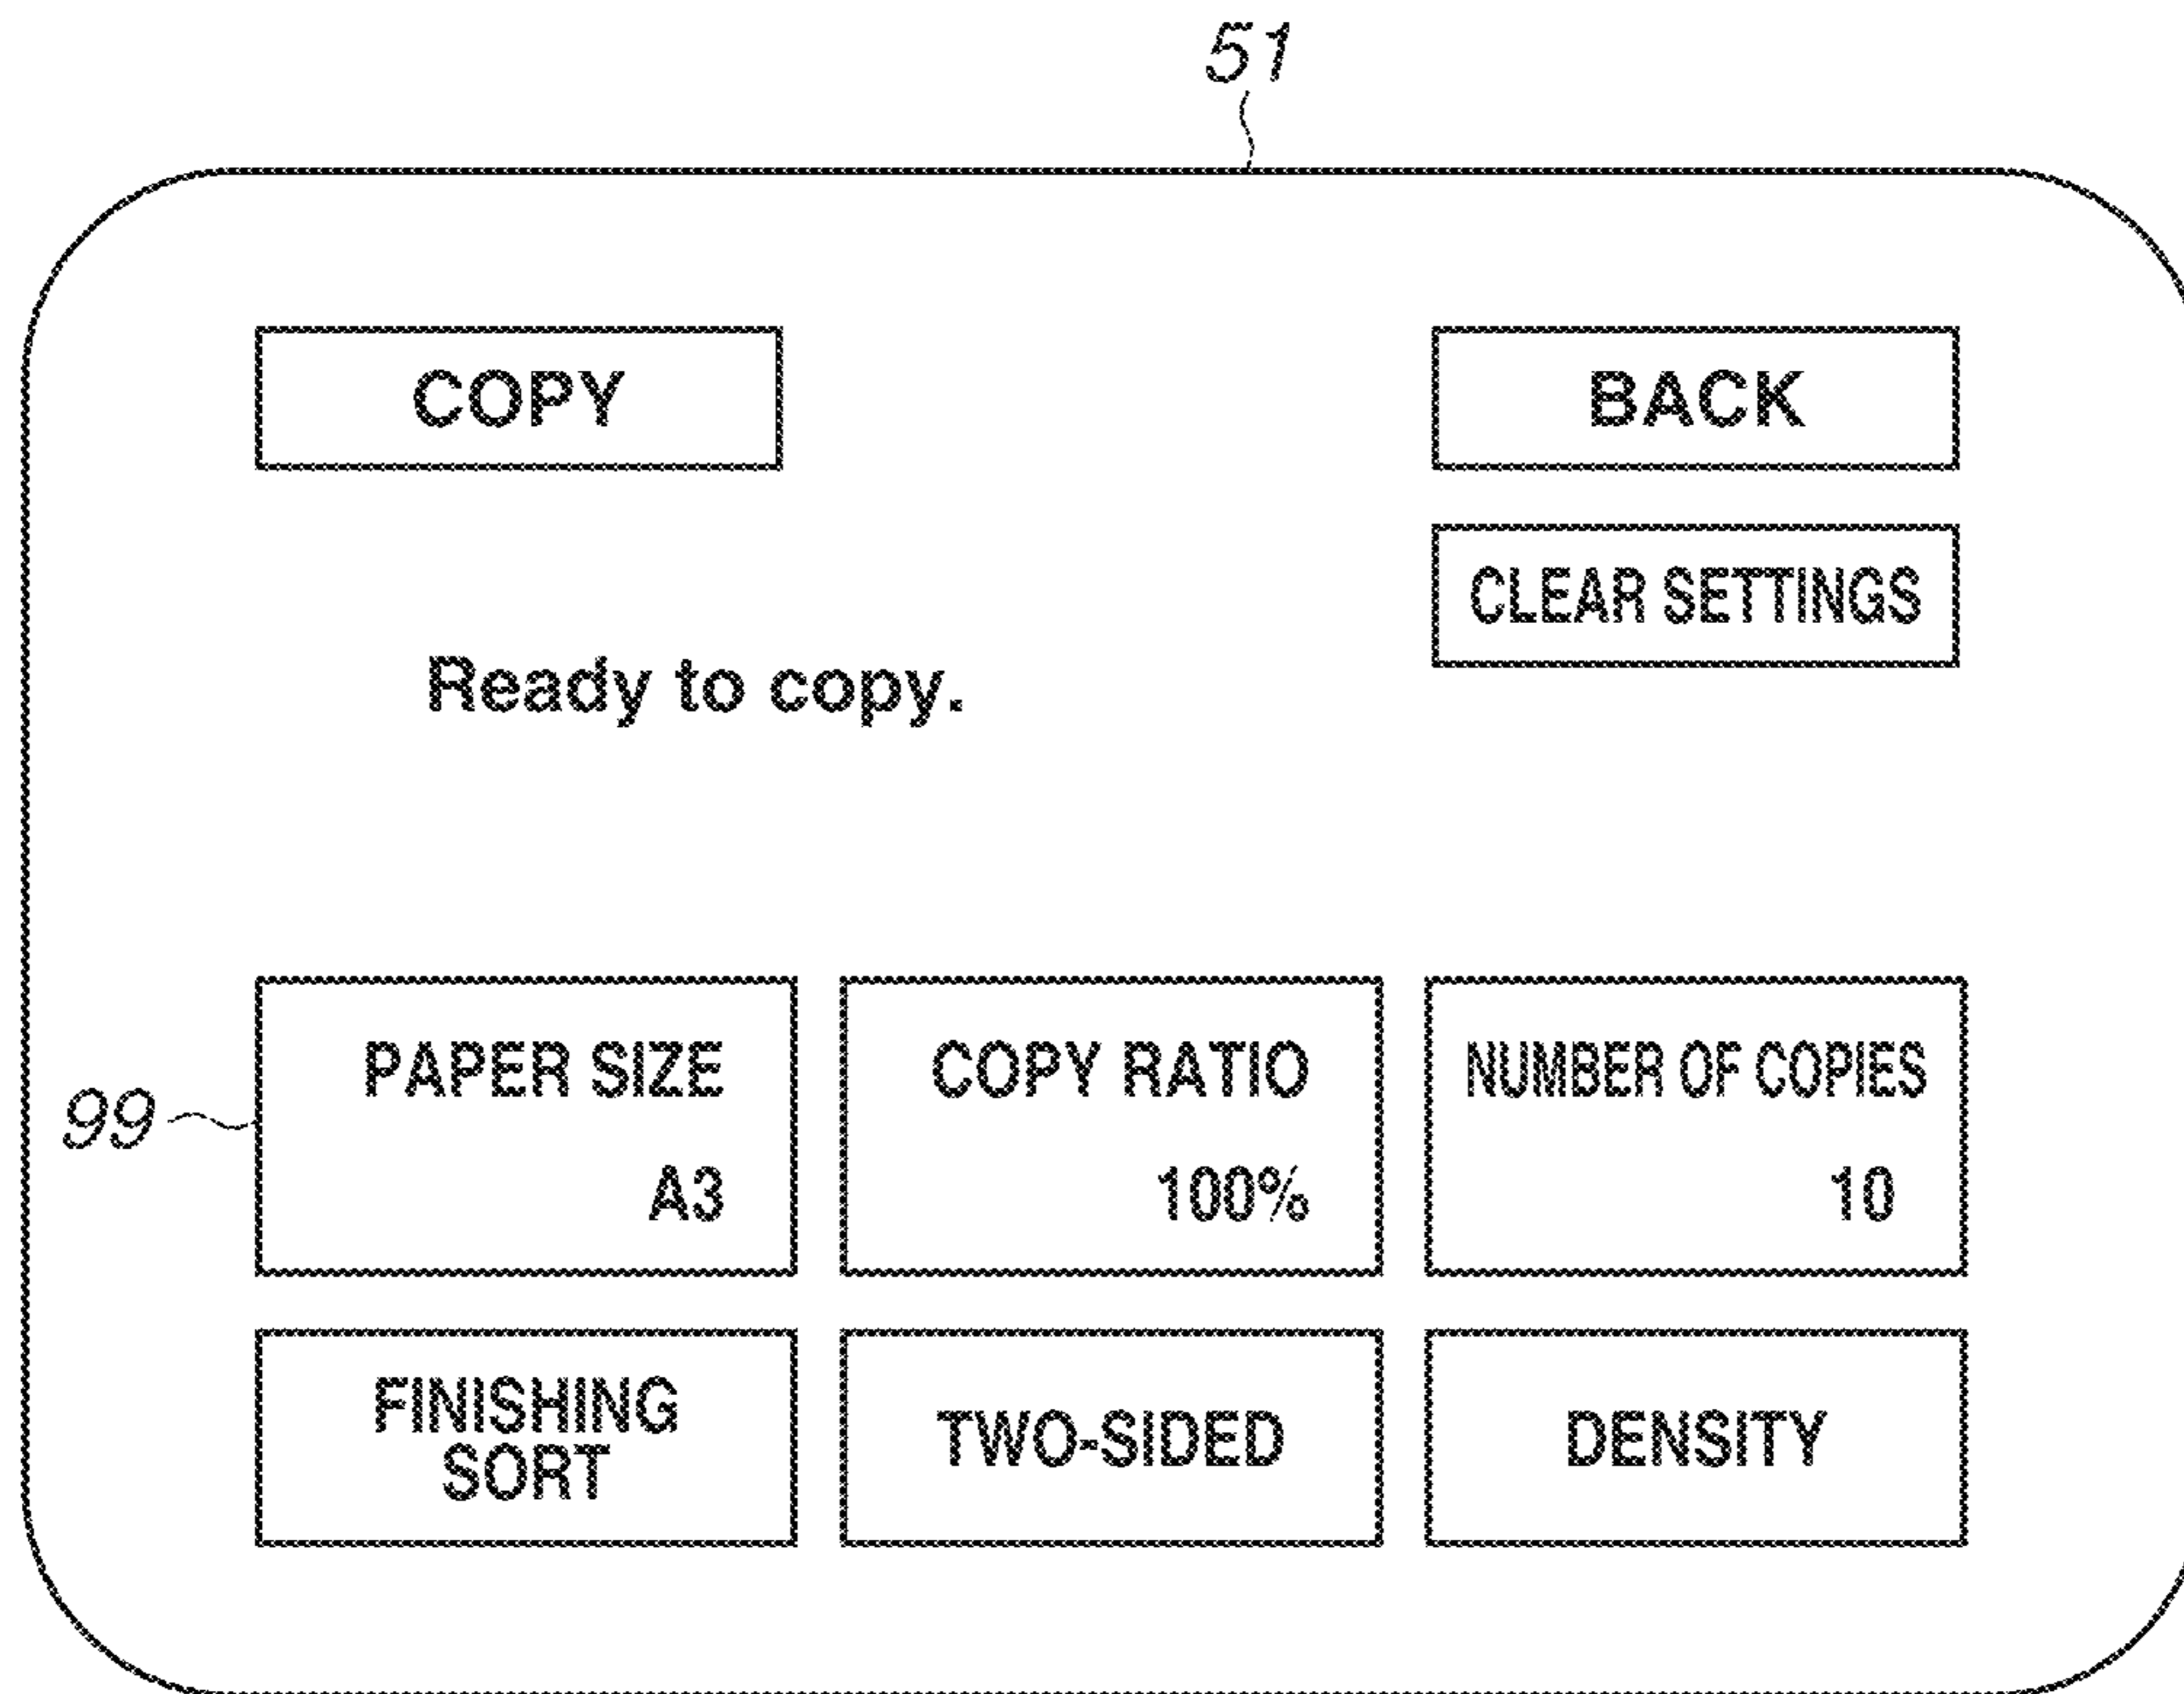 51
COPY
BACK
CLEAR SETTINGS
Ready to copy.
99
PAPER SIZE
A3
COPY RATIO
100%
NUMBER OF COPIES
10
FINISHING
SORT
TWO-SIDED
DENSITY